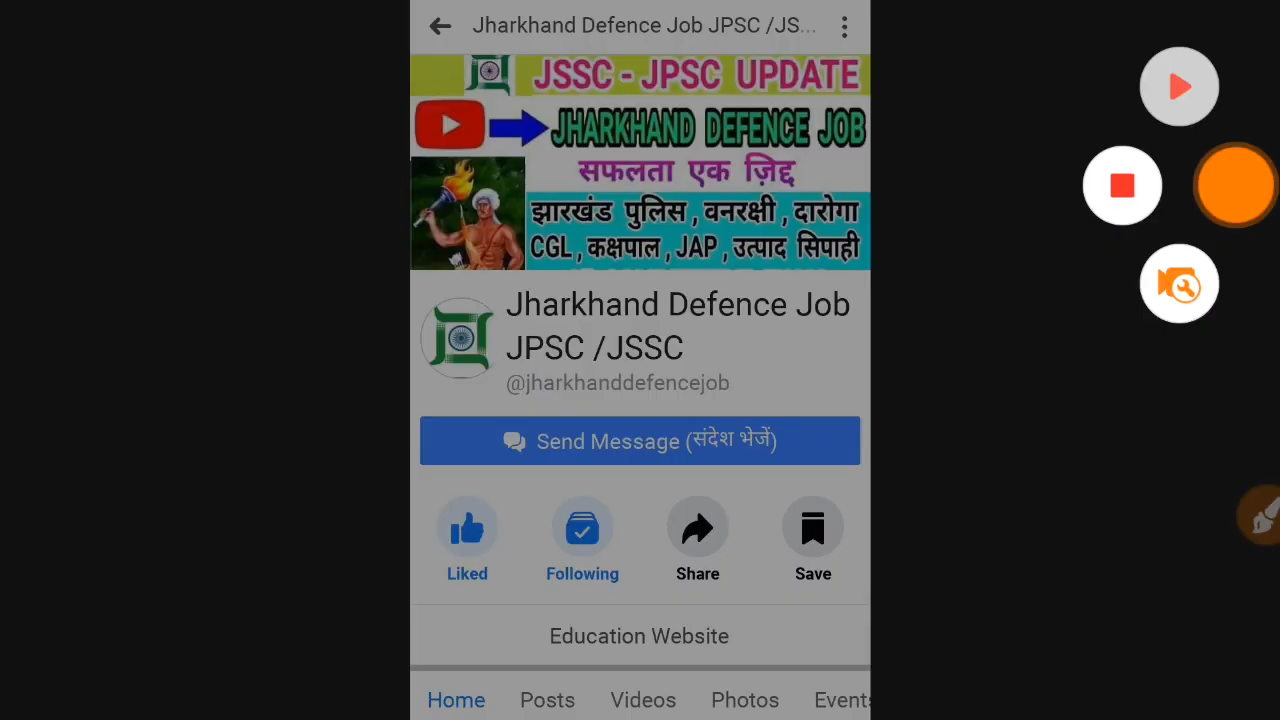 Jharkhand Defence Job JPSC /JS...
JSSC - JPSC UPDATE
JHARKHAND DEFENCE JOB
सफलता एक ज़िद्द
झारखंड पुलिस , वनरक्षी , दारोगा
CGL , कक्षपाल , JAP , उत्पाद सिपाही
Jharkhand Defence Job
JPSC /JSSC
@jharkhanddefencejob
Send Message (संदेश भेजें)
Liked
Following
Share
Save
Education Website
Home
Posts
Videos
Photos
Events